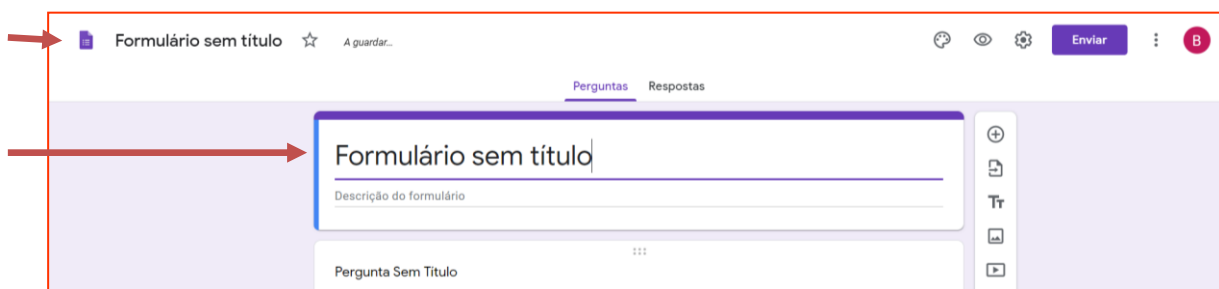 Formulário sem título A guardar... Enviar B
Perguntas Respostas
Formulário sem título
Descrição do formulário
Tт
Pergunta Sem Título